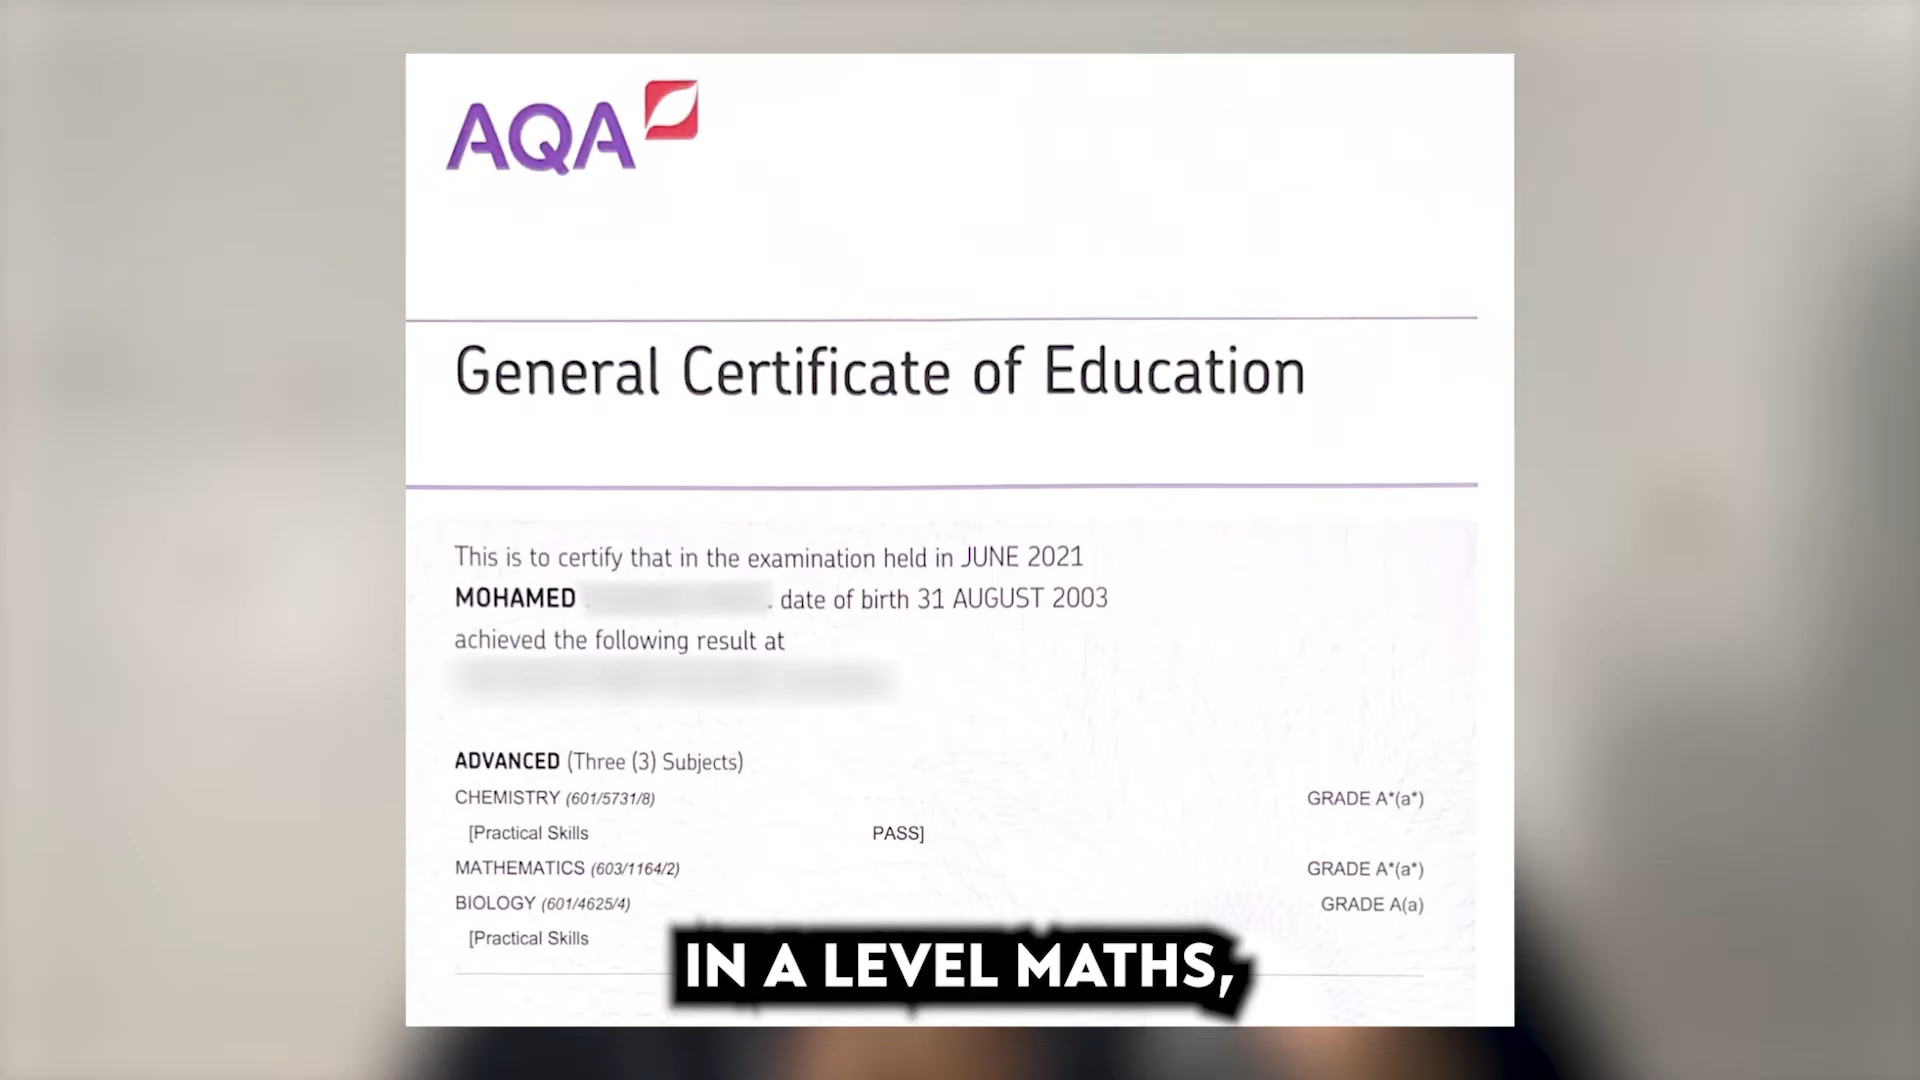 AQA
General Certificate of Education
This is to certify that in the examination held in JUNE 2021
MOHAMED . date of birth 31 AUGUST 2003
achieved the following result at
ADVANCED (Three (3) Subjects)
CHEMISTRY (601/5731/8) GRADE A*(a*)
[Practical Skills PASS]
MATHEMATICS (603/1164/2) GRADE A*(a*)
BIOLOGY (601/4625/4) GRADE A(a)
[Practical Skills
IN A LEVEL MATHS,